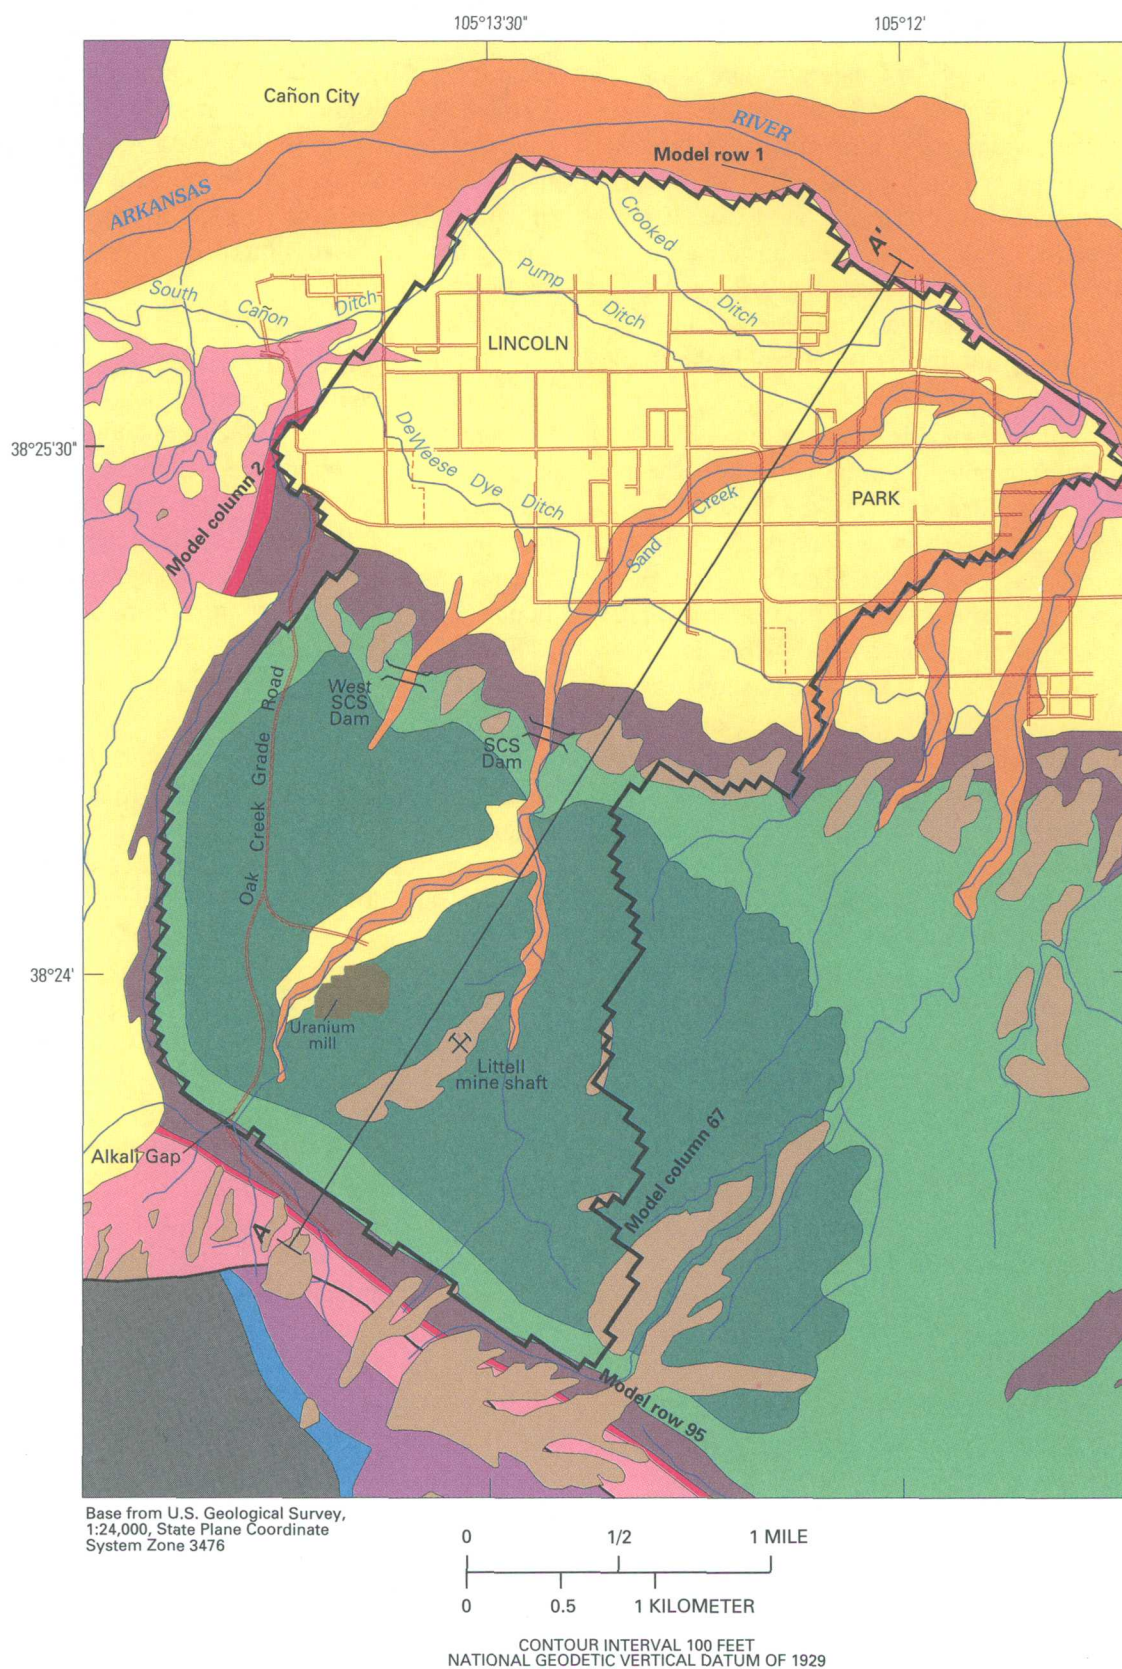 105°13'30"
105°12'
Cañon City
RIVER
Model row 1
ARKANSAS
Crooked
A'
Pump
South
Cañon
Ditch
Ditch
Ditch
LINCOLN
38°25'30"
DeWeese Dye Ditch
Model column 2
PARK
Creek
Sand
West
SCS
Dam
Oak Creek Grade Road
SCS
Dam
38°24'
Uranium
mill
Littell
mine shaft
Model column 67
Alkali Gap
A
Model row 95
Base from U.S. Geological Survey,
1:24,000, State Plane Coordinate
System Zone 3476
0 1/2 1 MILE
0 0.5 1 KILOMETER
CONTOUR INTERVAL 100 FEET
NATIONAL GEODETIC VERTICAL DATUM OF 1929